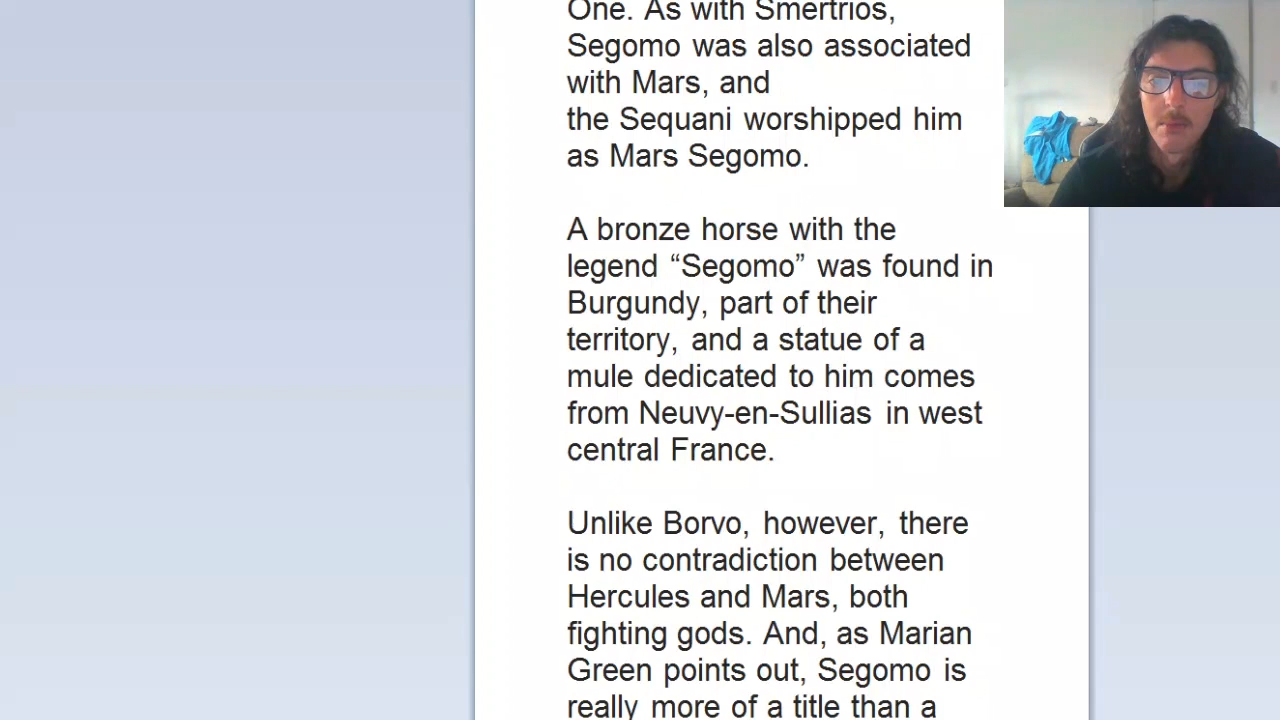 One. As with Smertrios,
Segomo was also associated
with Mars, and
the Sequani worshipped him
as Mars Segomo.
A bronze horse with the
legend “Segomo” was found in
Burgundy, part of their
territory, and a statue of a
mule dedicated to him comes
from Neuvy-en-Sullias in west
central France.
Unlike Borvo, however, there
is no contradiction between
Hercules and Mars, both
fighting gods. And, as Marian
Green points out, Segomo is
really more of a title than a